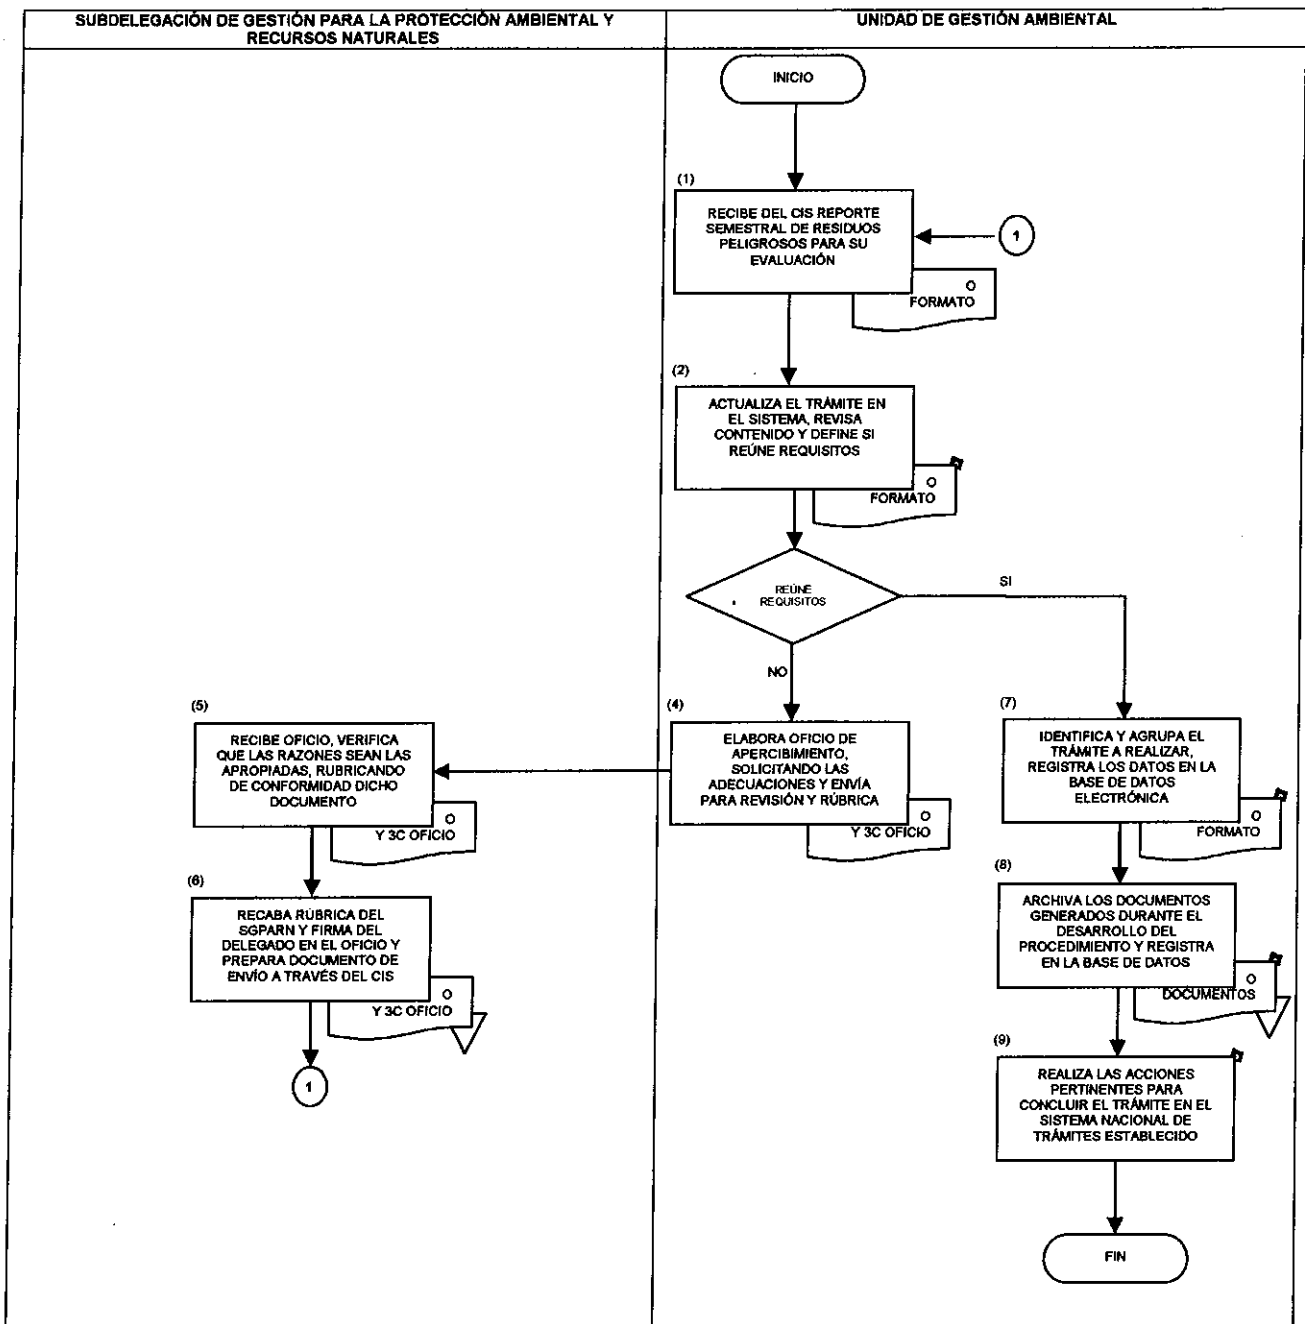 SUBDELEGACIÓN DE GESTIÓN PARA LA PROTECCIÓN AMBIENTAL Y
RECURSOS NATURALES
UNIDAD DE GESTIÓN AMBIENTAL
INICIO
(1)
RECIBE DEL CIS REPORTE
SEMESTRAL DE RESIDUOS
PELIGROSOS PARA SU
EVALUACIÓN
1
O
FORMATO
(2)
ACTUALIZA EL TRÁMITE EN
EL SISTEMA, REVISA
CONTENIDO Y DEFINE SI
REÚNE REQUISITOS
O
FORMATO
REÚNE
REQUISITOS
SI
NO
(5)
RECIBE OFICIO, VERIFICA
QUE LAS RAZONES SEAN LAS
APROPIADAS, RUBRICANDO
DE CONFORMIDAD DICHO
DOCUMENTO
O
Y 3C OFICIO
(4)
ELABORA OFICIO DE
APERCIBIMIENTO,
SOLICITANDO LAS
ADECUACIONES Y ENVÍA
PARA REVISIÓN Y RÚBRICA
O
Y 3C OFICIO
(7)
IDENTIFICA Y AGRUPA EL
TRÁMITE A REALIZAR,
REGISTRA LOS DATOS EN LA
BASE DE DATOS
ELECTRÓNICA
O
FORMATO
(6)
RECABA RÚBRICA DEL
SGPARN Y FIRMA DEL
DELEGADO EN EL OFICIO Y
PREPARA DOCUMENTO DE
ENVÍO A TRAVÉS DEL CIS
O
Y 3C OFICIO
1
(8)
ARCHIVA LOS DOCUMENTOS
GENERADOS DURANTE EL
DESARROLLO DEL
PROCEDIMIENTO Y REGISTRA
EN LA BASE DE DATOS
O
DOCUMENTOS
(9)
REALIZA LAS ACCIONES
PERTINENTES PARA
CONCLUIR EL TRÁMITE EN EL
SISTEMA NACIONAL DE
TRÁMITES ESTABLECIDO
FIN